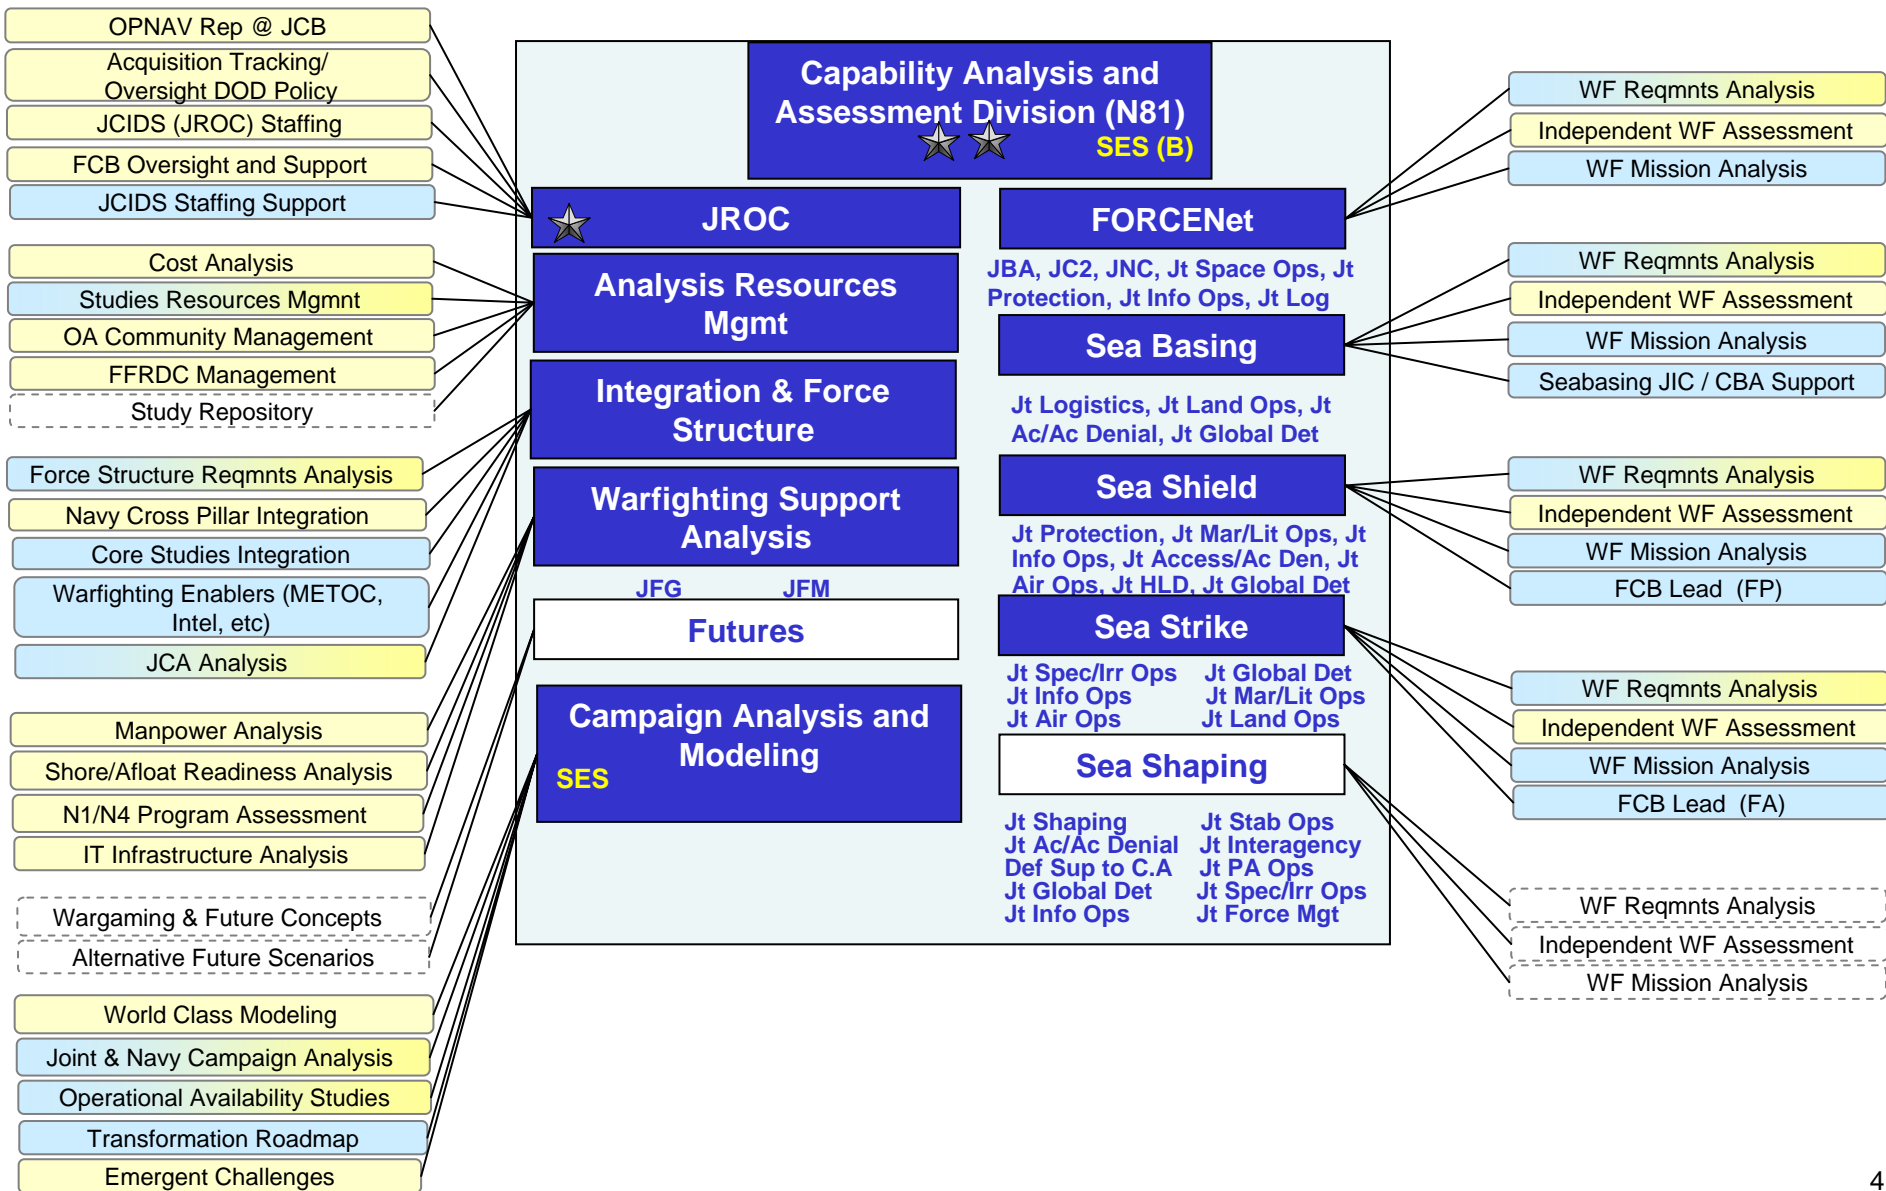 OPNAV Rep @ JCB
Acquisition Tracking/
Oversight DOD Policy
JCIDS (JROC) Staffing
FCB Oversight and Support
JCIDS Staffing Support
Cost Analysis
Studies Resources Mgmnt
OA Community Management
FFRDC Management
Study Repository
Force Structure Reqmnts Analysis
Navy Cross Pillar Integration
Core Studies Integration
Warfighting Enablers (METOC,
Intel, etc)
JCA Analysis
Manpower Analysis
Shore/Afloat Readiness Analysis
N1/N4 Program Assessment
IT Infrastructure Analysis
Wargaming & Future Concepts
Alternative Future Scenarios
World Class Modeling
Joint & Navy Campaign Analysis
Operational Availability Studies
Transformation Roadmap
Emergent Challenges
Capability Analysis and
Assessment Division (N81)
SES (B)
JROC
Analysis Resources
Mgmt
Integration & Force
Structure
Warfighting Support
Analysis
JFG JFM
Futures
Campaign Analysis and
Modeling
SES
FORCENet
JBA, JC2, JNC, Jt Space Ops, Jt
Protection, Jt Info Ops, Jt Log
Sea Basing
Jt Logistics, Jt Land Ops, Jt
Ac/Ac Denial, Jt Global Det
Sea Shield
Jt Protection, Jt Mar/Lit Ops, Jt
Info Ops, Jt Access/Ac Den, Jt
Air Ops, Jt HLD, Jt Global Det
Sea Strike
Jt Spec/Irr Ops Jt Global Det
Jt Info Ops Jt Mar/Lit Ops
Jt Air Ops Jt Land Ops
Sea Shaping
Jt Shaping Jt Stab Ops
Jt Ac/Ac Denial Jt Interagency
Def Sup to C.A Jt PA Ops
Jt Global Det Jt Spec/Irr Ops
Jt Info Ops Jt Force Mgt
WF Reqmnts Analysis
Independent WF Assessment
WF Mission Analysis
WF Reqmnts Analysis
Independent WF Assessment
WF Mission Analysis
Seabasing JIC / CBA Support
WF Reqmnts Analysis
Independent WF Assessment
WF Mission Analysis
FCB Lead (FP)
WF Reqmnts Analysis
Independent WF Assessment
WF Mission Analysis
FCB Lead (FA)
WF Reqmnts Analysis
Independent WF Assessment
WF Mission Analysis
4